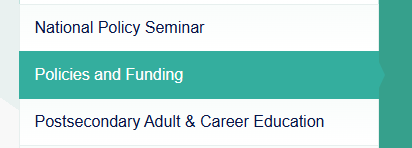 National Policy Seminar
Policies and Funding
Postsecondary Adult & Career Education